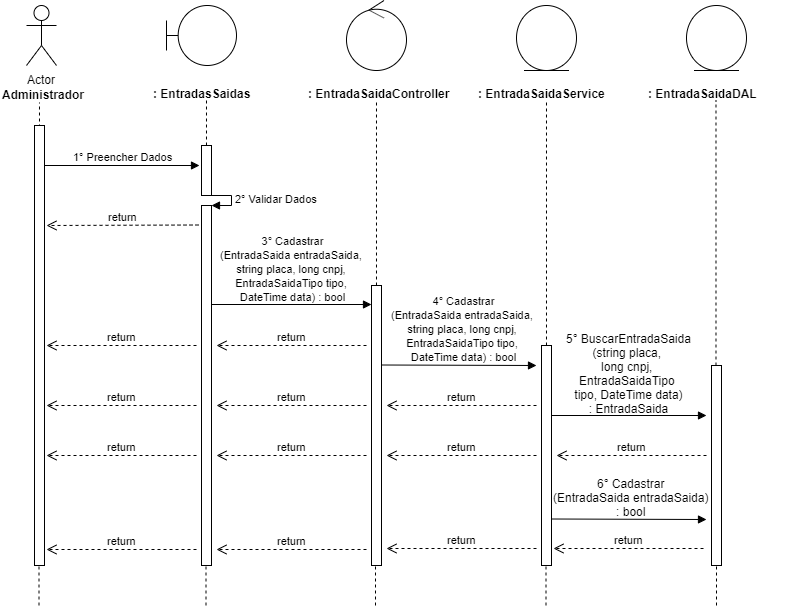 Actor
Administrador
: EntradasSaidas
: EntradaSaidaController
: EntradaSaidaService
: EntradaSaidaDAL
1° Preencher Dados
2° Validar Dados
return
3° Cadastrar
(EntradaSaida entradaSaida,
string placa, long cnpj,
EntradaSaidaTipo tipo,
DateTime data) : bool
4° Cadastrar
(EntradaSaida entradaSaida,
string placa, long cnpj,
EntradaSaidaTipo tipo,
DateTime data) : bool
return
return
5° BuscarEntradaSaida
(string placa,
long cnpj,
EntradaSaidaTipo
tipo, DateTime data)
: EntradaSaida
return
return
return
return
return
return
return
6° Cadastrar
(EntradaSaida entradaSaida)
: bool
return
return
return
return